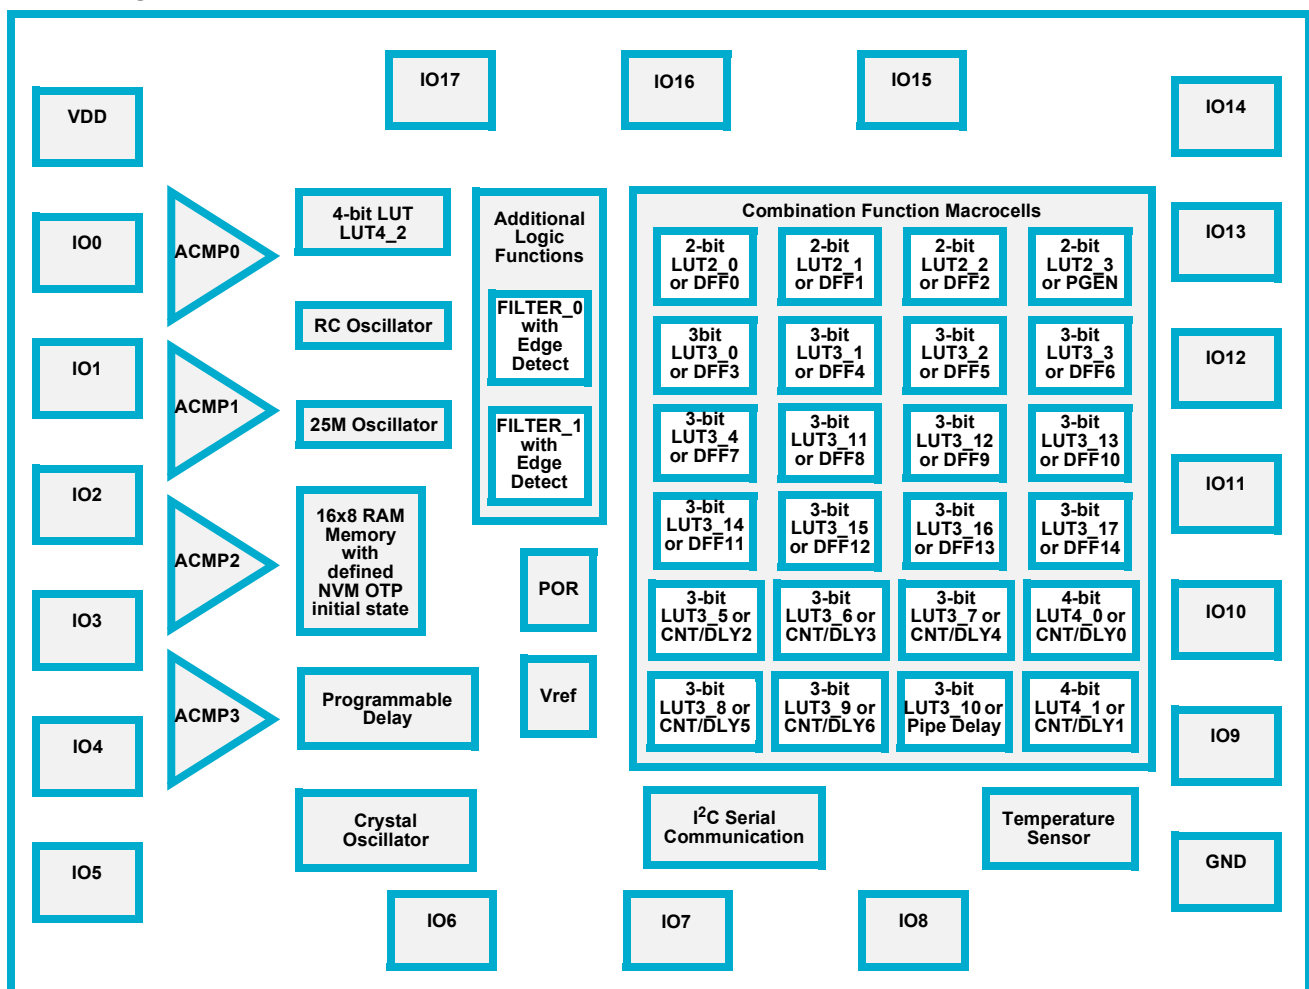 IO17
IO16
IO15
VDD
IO14
IO0
IO13
IO1
IO12
IO2
IO11
IO3
IO10
IO4
IO9
IO5
GND
IO6
IO7
IO8
ACMP0
ACMP1
ACMP2
ACMP3
4-bit LUT
LUT4_2
RC Oscillator
25M Oscillator
16x8 RAM
Memory
with
defined
NVM OTP
initial state
Programmable
Delay
Crystal
Oscillator
Additional
Logic
Functions
FILTER_0
with
Edge
Detect
FILTER_1
with
Edge
Detect
POR
Vref
Combination Function Macrocells
2-bit
LUT2_0
or DFF0
2-bit
LUT2_1
or DFF1
2-bit
LUT2_2
or DFF2
2-bit
LUT2_3
or PGEN
3bit
LUT3_0
or DFF3
3-bit
LUT3_1
or DFF4
3-bit
LUT3_2
or DFF5
3-bit
LUT3_3
or DFF6
3-bit
LUT3_4
or DFF7
3-bit
LUT3_11
or DFF8
3-bit
LUT3_12
or DFF9
3-bit
LUT3_13
or DFF10
3-bit
LUT3_14
or DFF11
3-bit
LUT3_15
or DFF12
3-bit
LUT3_16
or DFF13
3-bit
LUT3_17
or DFF14
3-bit
LUT3_5 or
CNT/DLY2
3-bit
LUT3_6 or
CNT/DLY3
3-bit
LUT3_7 or
CNT/DLY4
4-bit
LUT4_0 or
CNT/DLY0
3-bit
LUT3_8 or
CNT/DLY5
3-bit
LUT3_9 or
CNT/DLY6
3-bit
LUT3_10 or
Pipe Delay
4-bit
LUT4_1 or
CNT/DLY1
I²C Serial
Communication
Temperature
Sensor